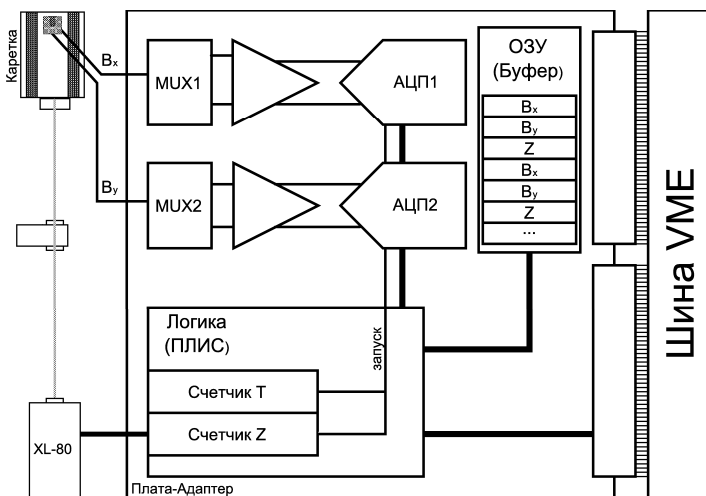 Каретка
Bx
MUX1
АЦП1
By
MUX2
АЦП2
ОЗУ
(Буфер)
Bx
By
Z
Bx
By
Z
...
Шина VME
Логика
(ПЛИС)
запуск
Счетчик T
Счетчик Z
XL-80
Плата-Адаптер